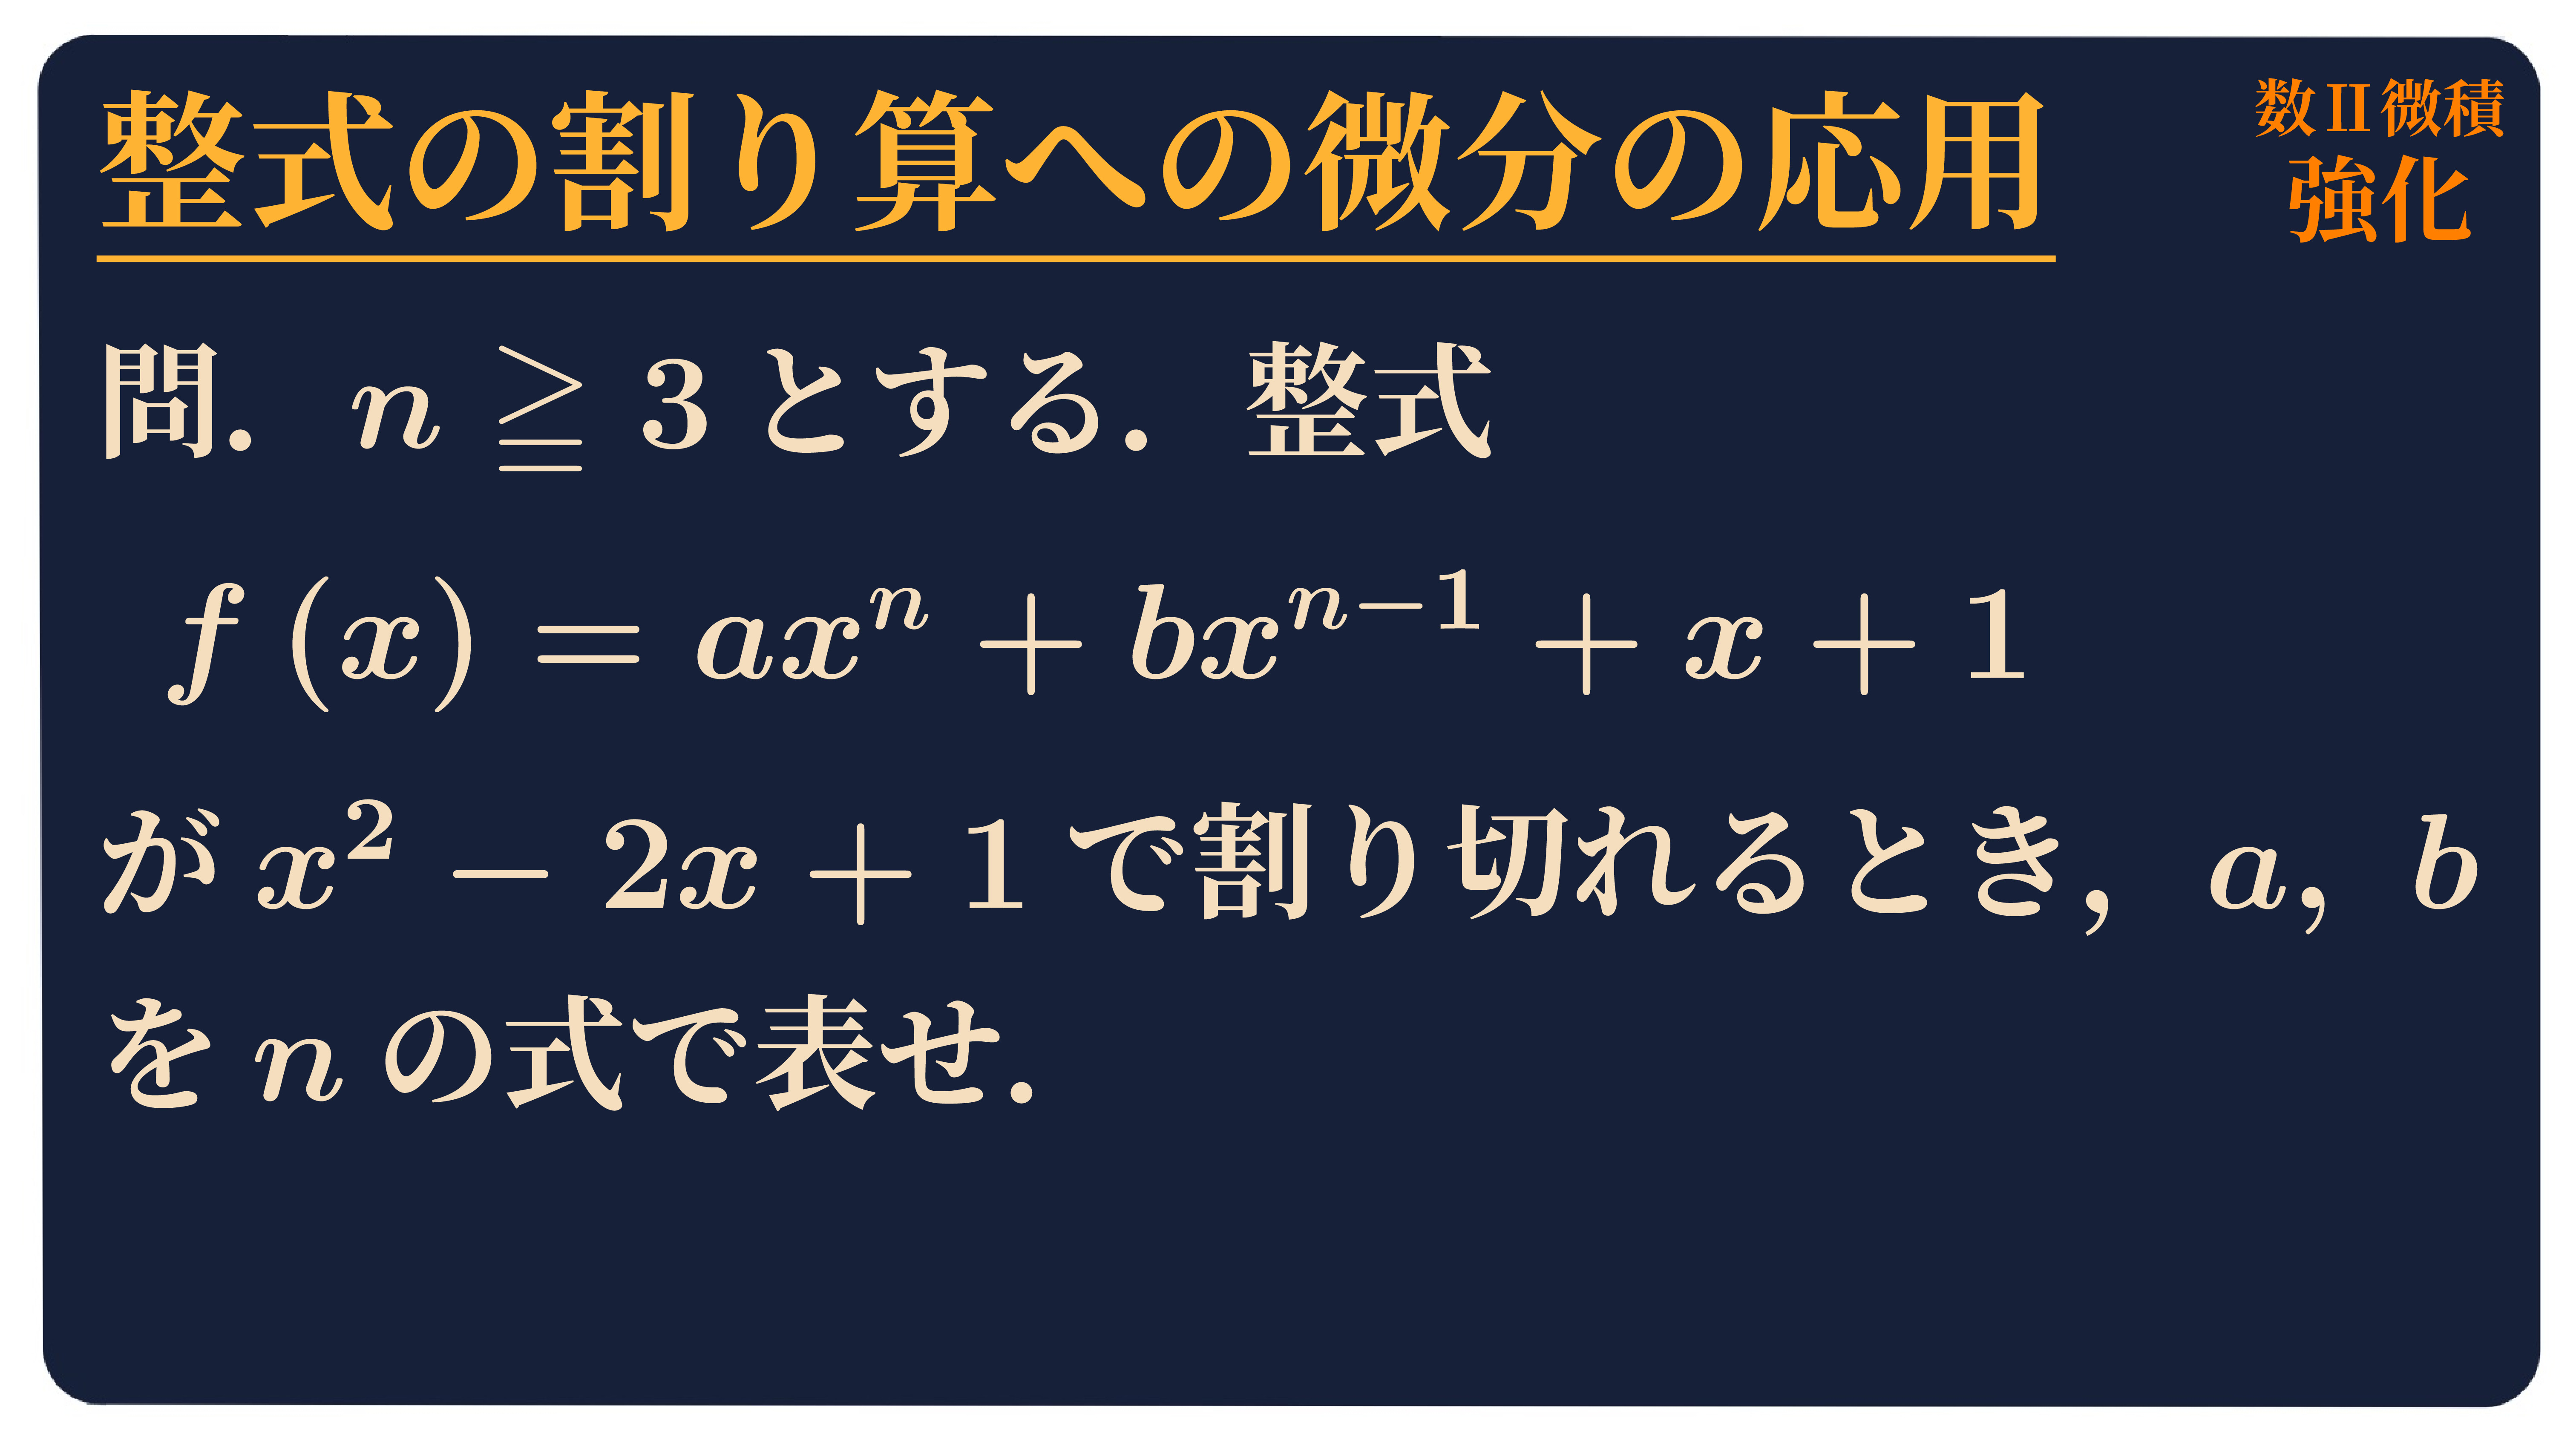 整式の割り算への微分の応用
数Ⅱ微積
強化
問. n ≧ 3 とする. 整式
f (x) = ax^n + bx^{n−1} + x + 1
が x^2 − 2x + 1 で割り切れるとき, a, b
を n の式で表せ.